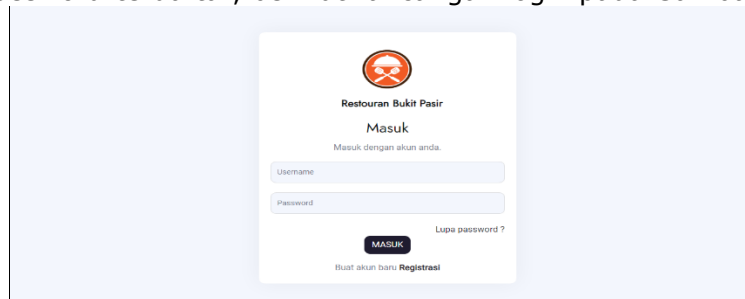 Restouran Bukit Pasir
Masuk
Masuk dengan akun anda.
Username
Password
Lupa password ?
MASUK
Buat akun baru Registrasi